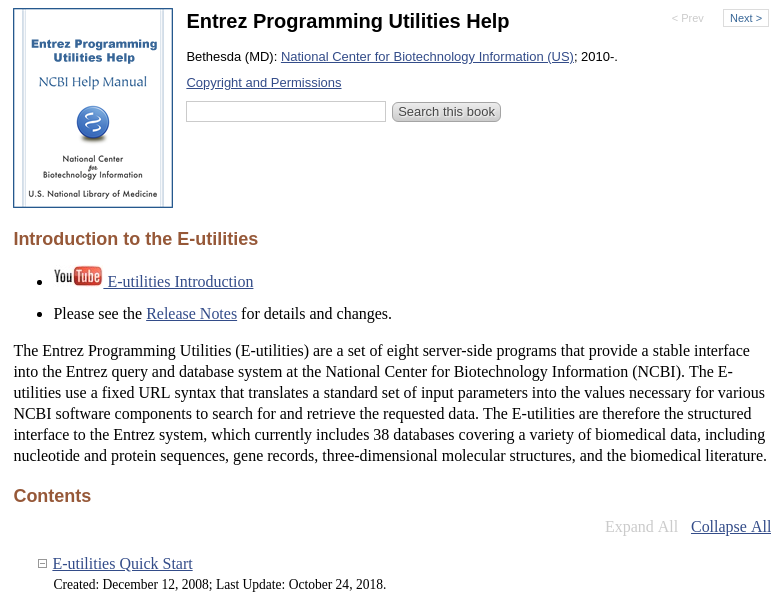 Entrez Programming
Utilities Help
NCBI Help Manual
National Center
for
Biotechnology Information
U.S. National Library of Medicine
Entrez Programming Utilities Help
< Prev Next >
Bethesda (MD): National Center for Biotechnology Information (US); 2010-.
Copyright and Permissions
Search this book
Introduction to the E-utilities
• YouTube E-utilities Introduction
• Please see the Release Notes for details and changes.
The Entrez Programming Utilities (E-utilities) are a set of eight server-side programs that provide a stable interface
into the Entrez query and database system at the National Center for Biotechnology Information (NCBI). The E-
utilities use a fixed URL syntax that translates a standard set of input parameters into the values necessary for various
NCBI software components to search for and retrieve the requested data. The E-utilities are therefore the structured
interface to the Entrez system, which currently includes 38 databases covering a variety of biomedical data, including
nucleotide and protein sequences, gene records, three-dimensional molecular structures, and the biomedical literature.
Contents
Expand All Collapse All
E-utilities Quick Start
Created: December 12, 2008; Last Update: October 24, 2018.